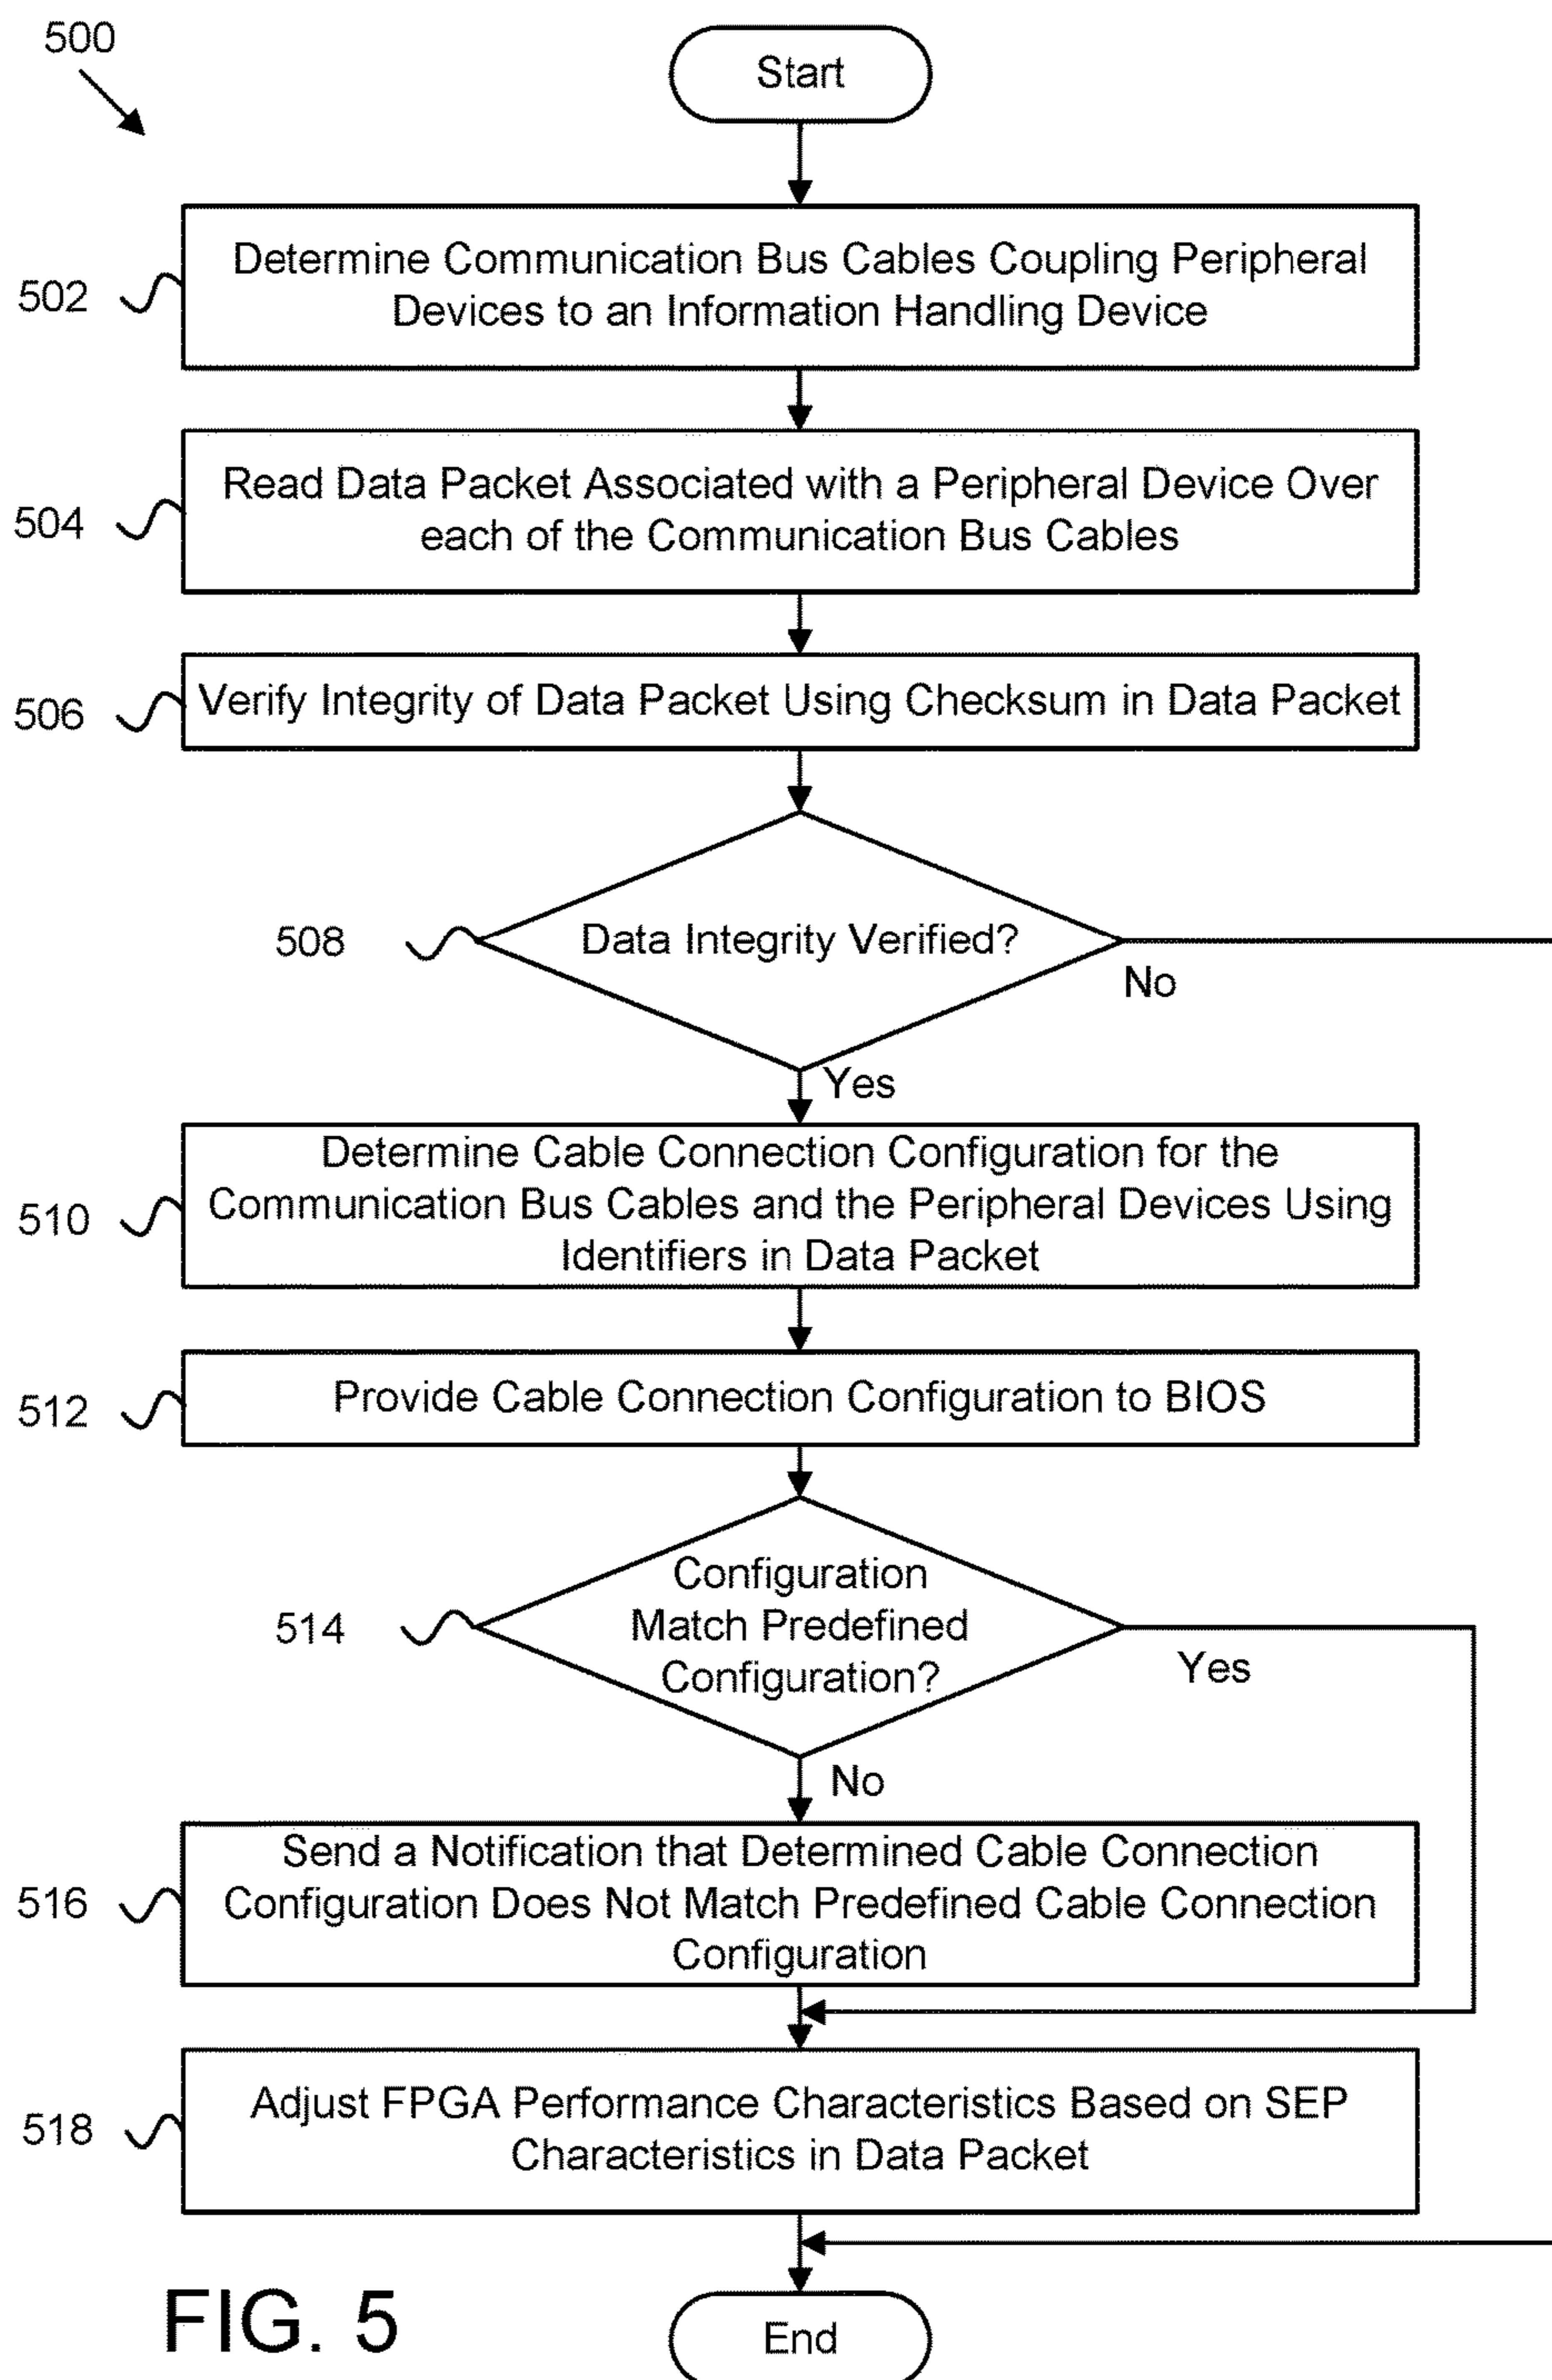 500
Start
502
Determine Communication Bus Cables Coupling Peripheral
Devices to an Information Handling Device
504
Read Data Packet Associated with a Peripheral Device Over
each of the Communication Bus Cables
506
Verify Integrity of Data Packet Using Checksum in Data Packet
508
Data Integrity Verified?
No
Yes
510
Determine Cable Connection Configuration for the
Communication Bus Cables and the Peripheral Devices Using
Identifiers in Data Packet
512
Provide Cable Connection Configuration to BIOS
514
Configuration
Match Predefined
Configuration?
Yes
No
516
Send a Notification that Determined Cable Connection
Configuration Does Not Match Predefined Cable Connection
Configuration
518
Adjust FPGA Performance Characteristics Based on SEP
Characteristics in Data Packet
FIG. 5
End